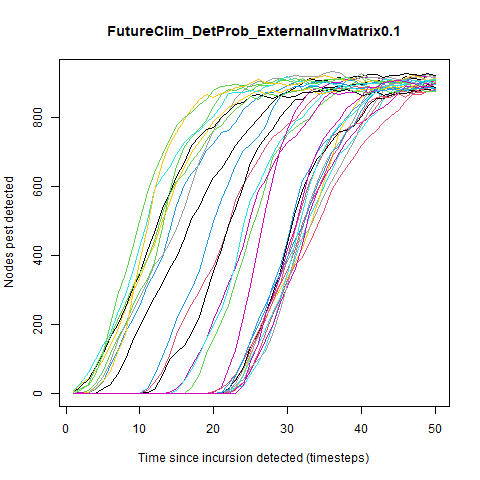 FutureClim_DetProb_ExternalInvMatrix0.1
Nodes pest detected
800
600
400
200
0
0 10 20 30 40 50
Time since incursion detected (timesteps)